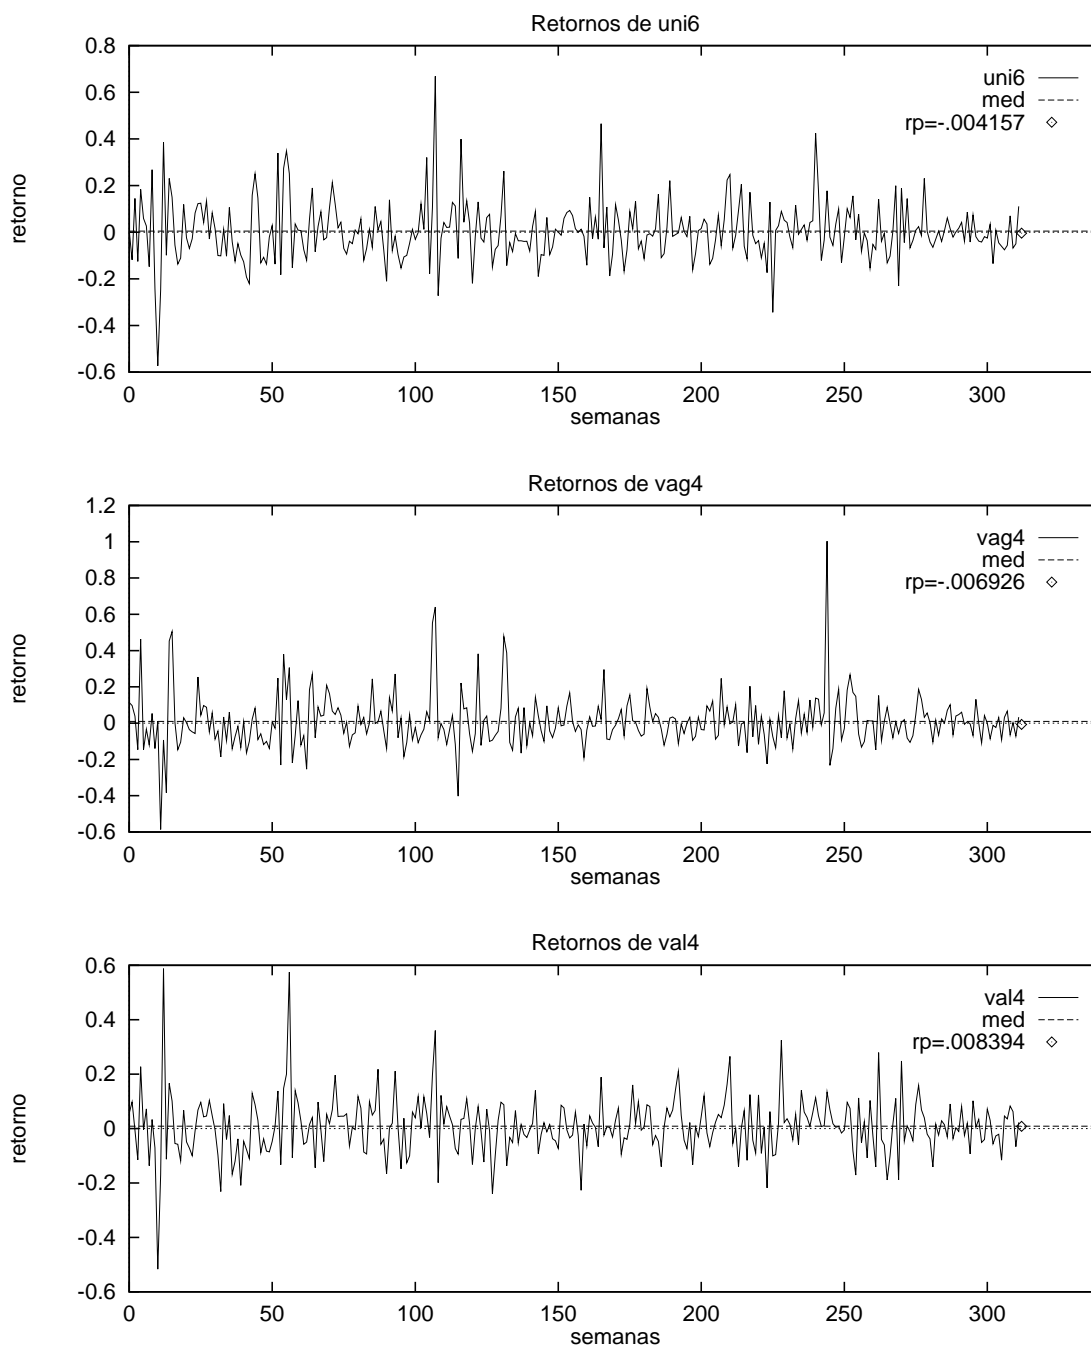 Retornos de uni6
0.8
0.6
0.4
0.2
0
-0.2
-0.4
-0.6
retorno
uni6
med
rp=-.004157
0 50 100 150 200 250 300
semanas
Retornos de vag4
1.2
1
0.8
0.6
0.4
0.2
0
-0.2
-0.4
-0.6
retorno
vag4
med
rp=-.006926
0 50 100 150 200 250 300
semanas
Retornos de val4
0.6
0.4
0.2
0
-0.2
-0.4
-0.6
retorno
val4
med
rp=.008394
0 50 100 150 200 250 300
semanas